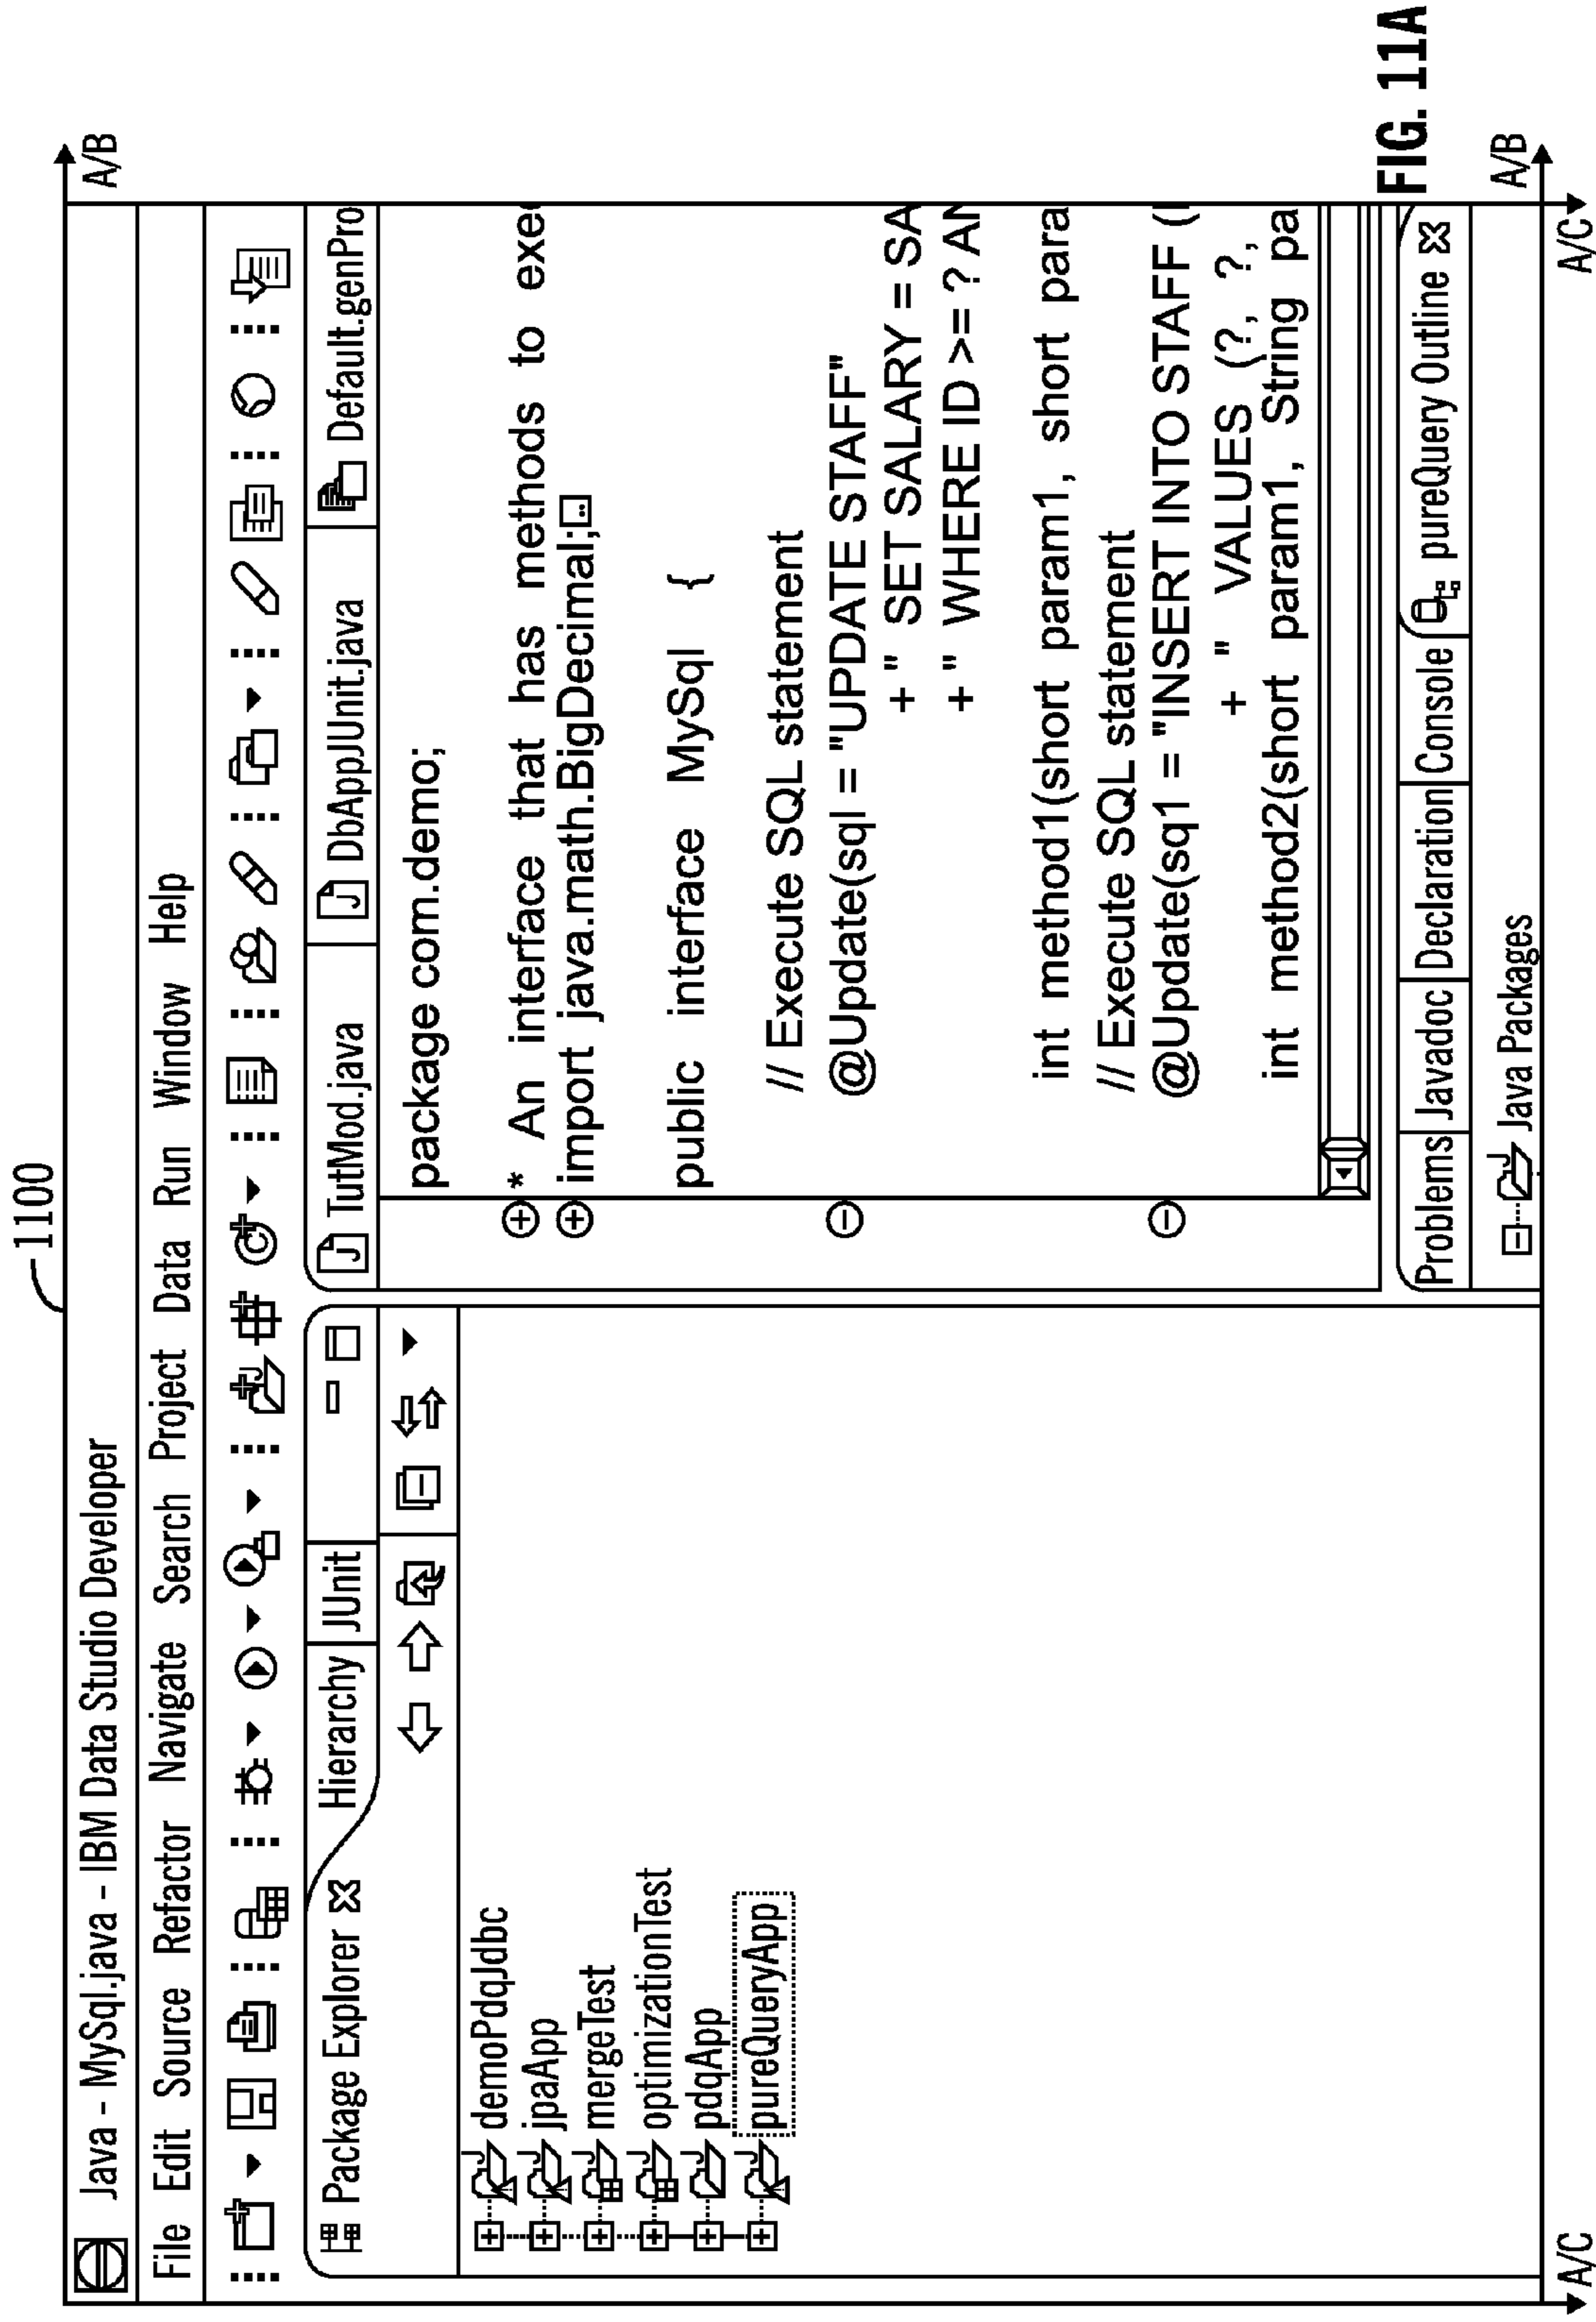 1100
A/B
Java - MySql.java - IBM Data Studio Developer
File Edit Source Refactor Navigate Search Project Data Run Window Help
Package Explorer Hierarchy JUnit
demoPdqJdbc
jpaApp
mergeTest
optimizationTest
pdqApp
pureQueryApp
TutMod.java DbAppJUnit.java Default.genPro
package com.demo;
* An interface that has methods to exe
import java.math.BigDecimal;
public interface MySql {
// Execute SQL statement
@Update(sql = "UPDATE STAFF"
+ " SET SALARY = SA
+ " WHERE ID >= ? AN
int method1(short param1, short para
// Execute SQL statement
@Update(sq1 = "INSERT INTO STAFF (
+ " VALUES (?, ?,
int method2(short param1, String pa
Problems Javadoc Declaration Console pureQuery Outline
Java Packages
A/B
A/C
A/C
FIG. 11A